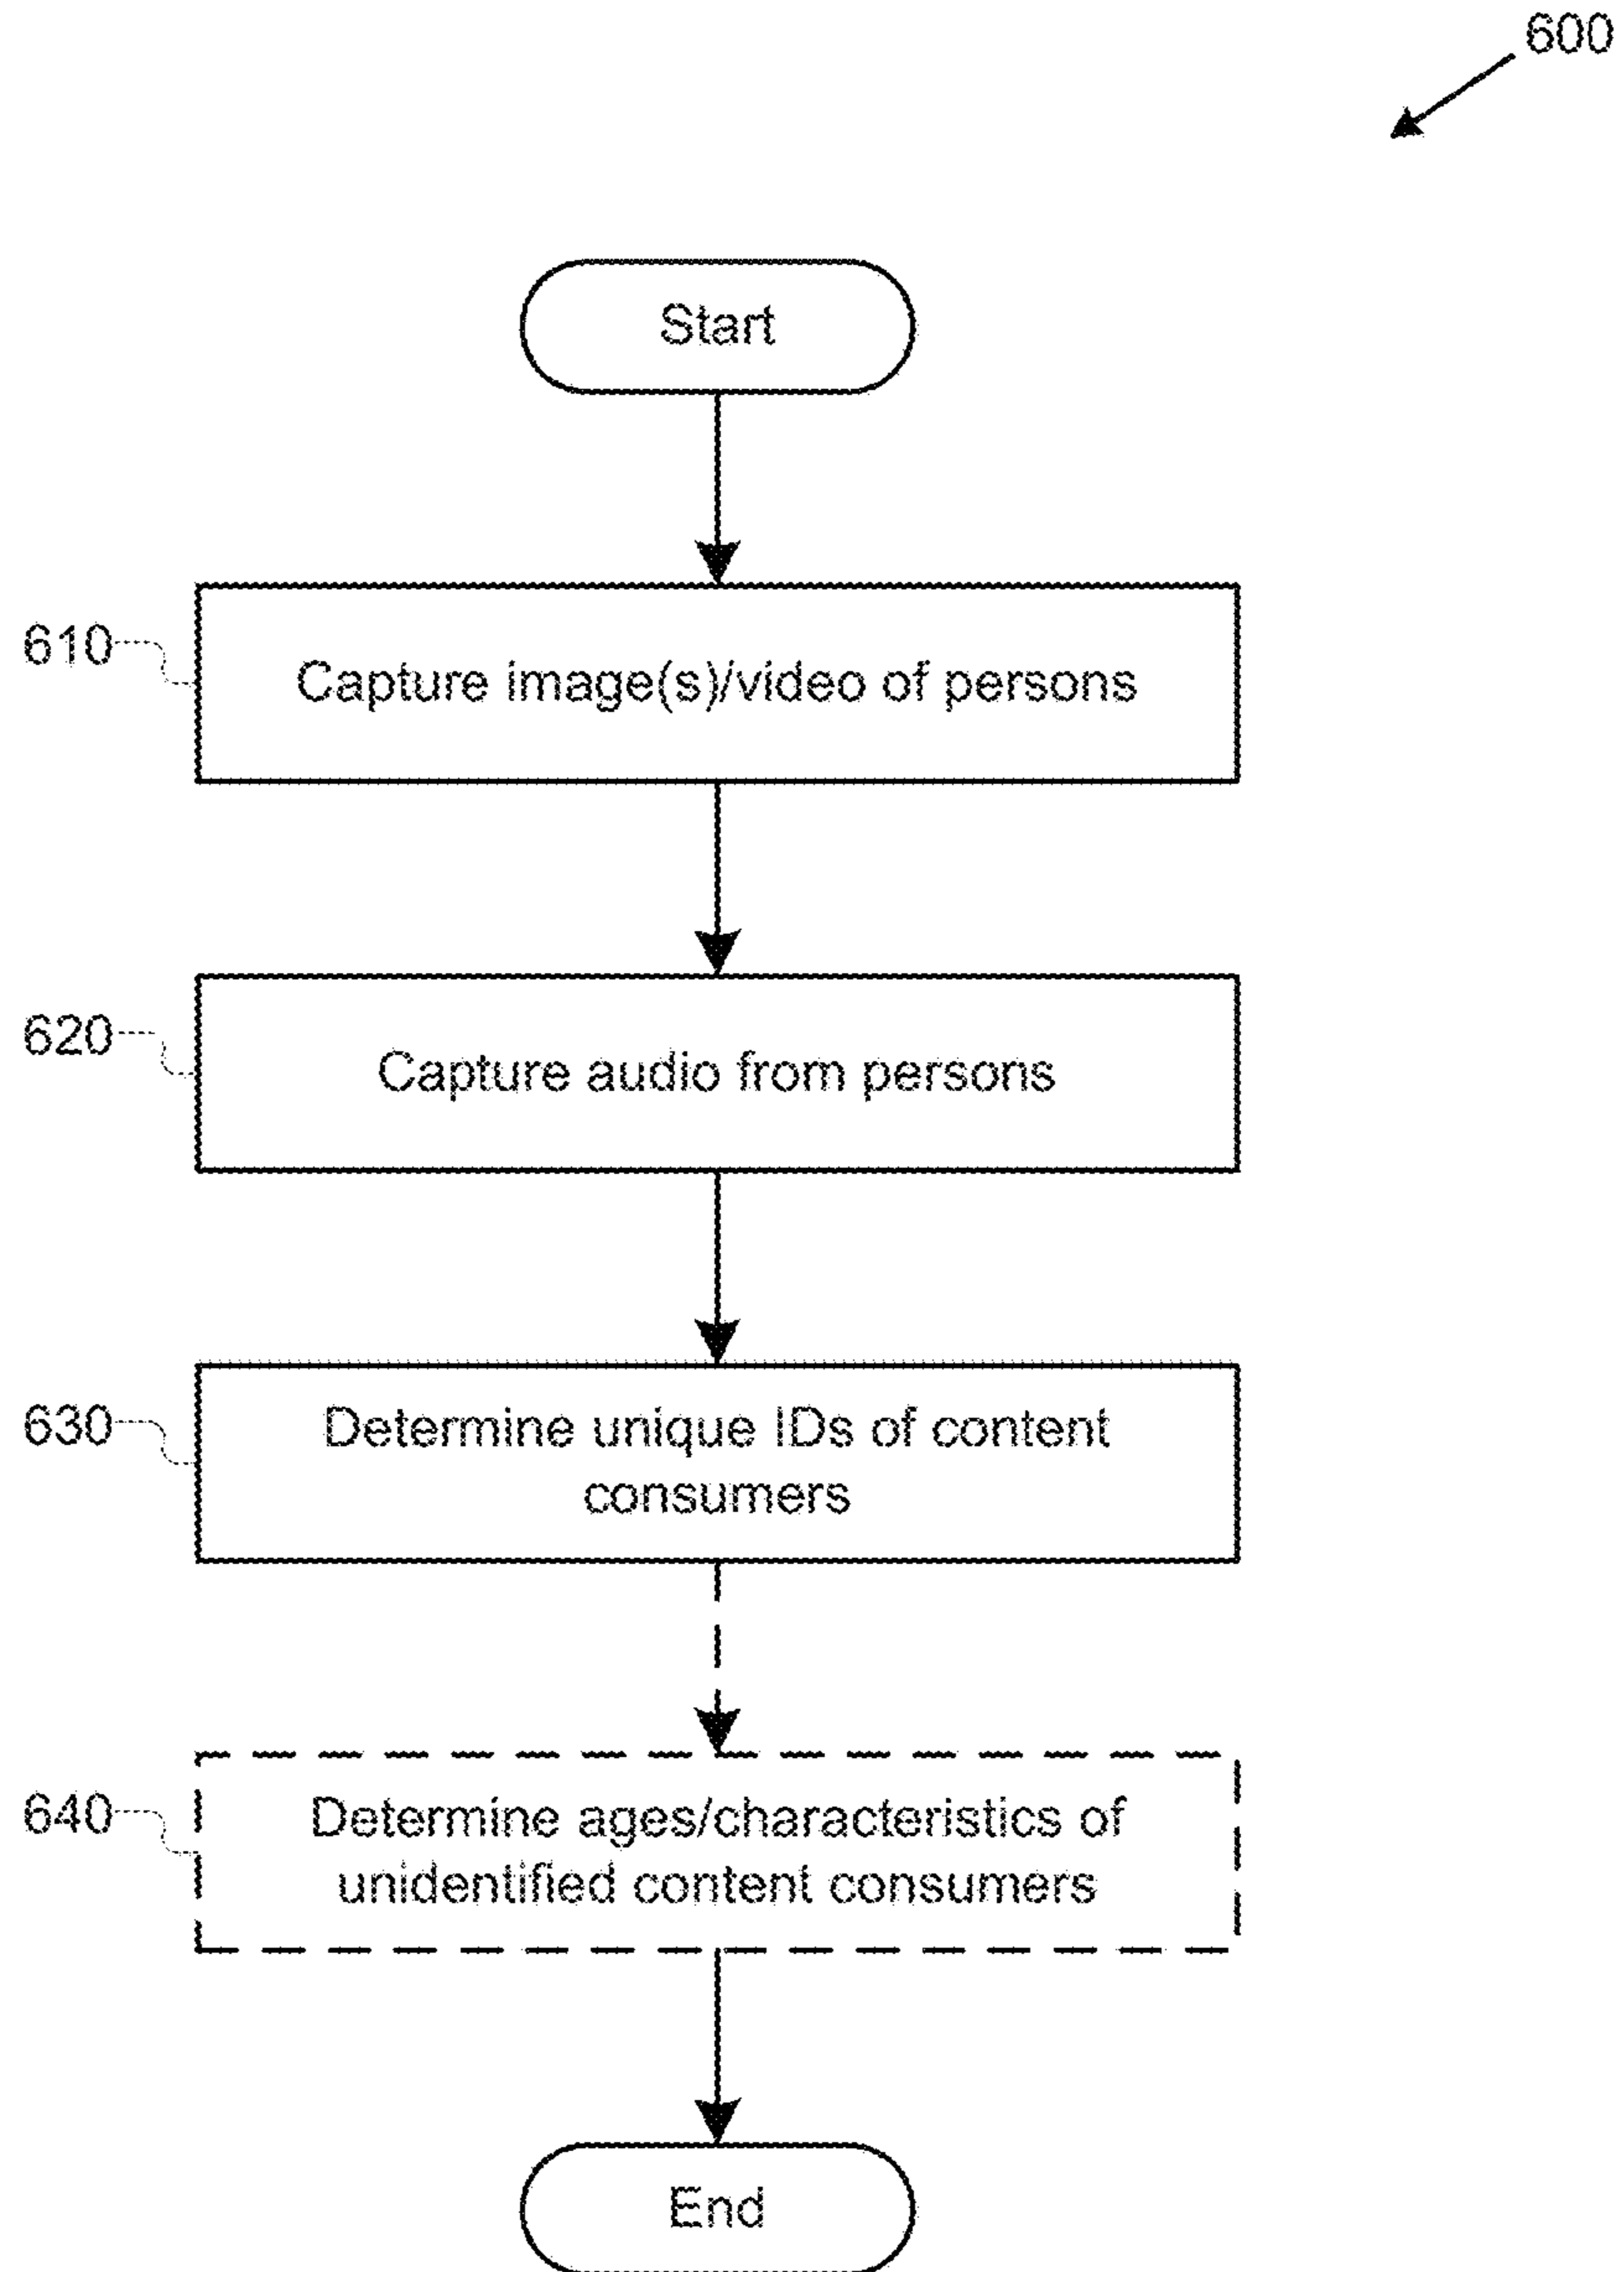 600
Start
610
Capture image(s)/video of persons
620
Capture audio from persons
630
Determine unique IDs of content
consumers
640
Determine ages/characteristics of
unidentified content consumers
End